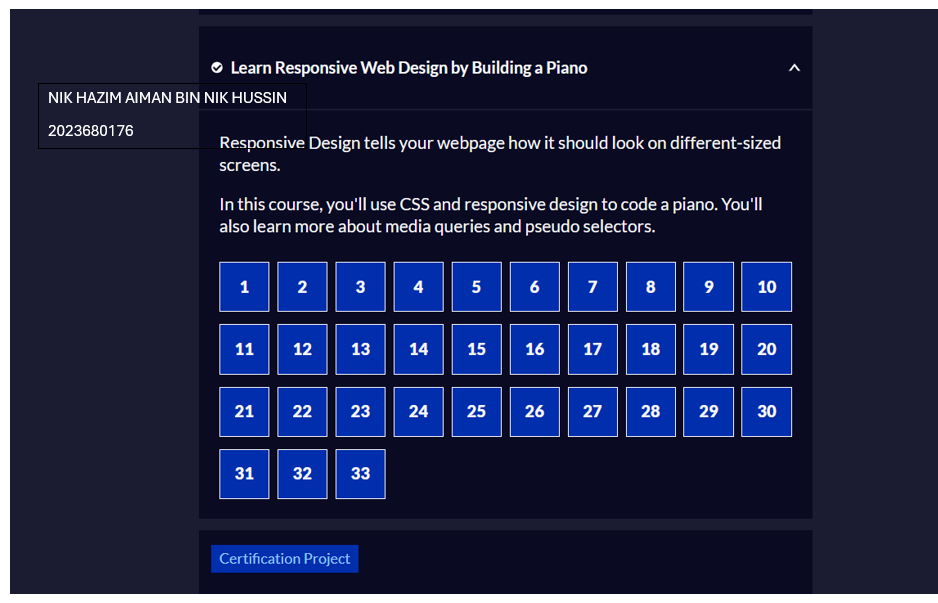 Learn Responsive Web Design by Building a Piano
NIK HAZIM AIMAN BIN NIK HUSSIN
2023680176
Responsive Design tells your webpage how it should look on different-sized
screens.
In this course, you'll use CSS and responsive design to code a piano. You'll
also learn more about media queries and pseudo selectors.
1 2 3 4 5 6 7 8 9 10
11 12 13 14 15 16 17 18 19 20
21 22 23 24 25 26 27 28 29 30
31 32 33
Certification Project